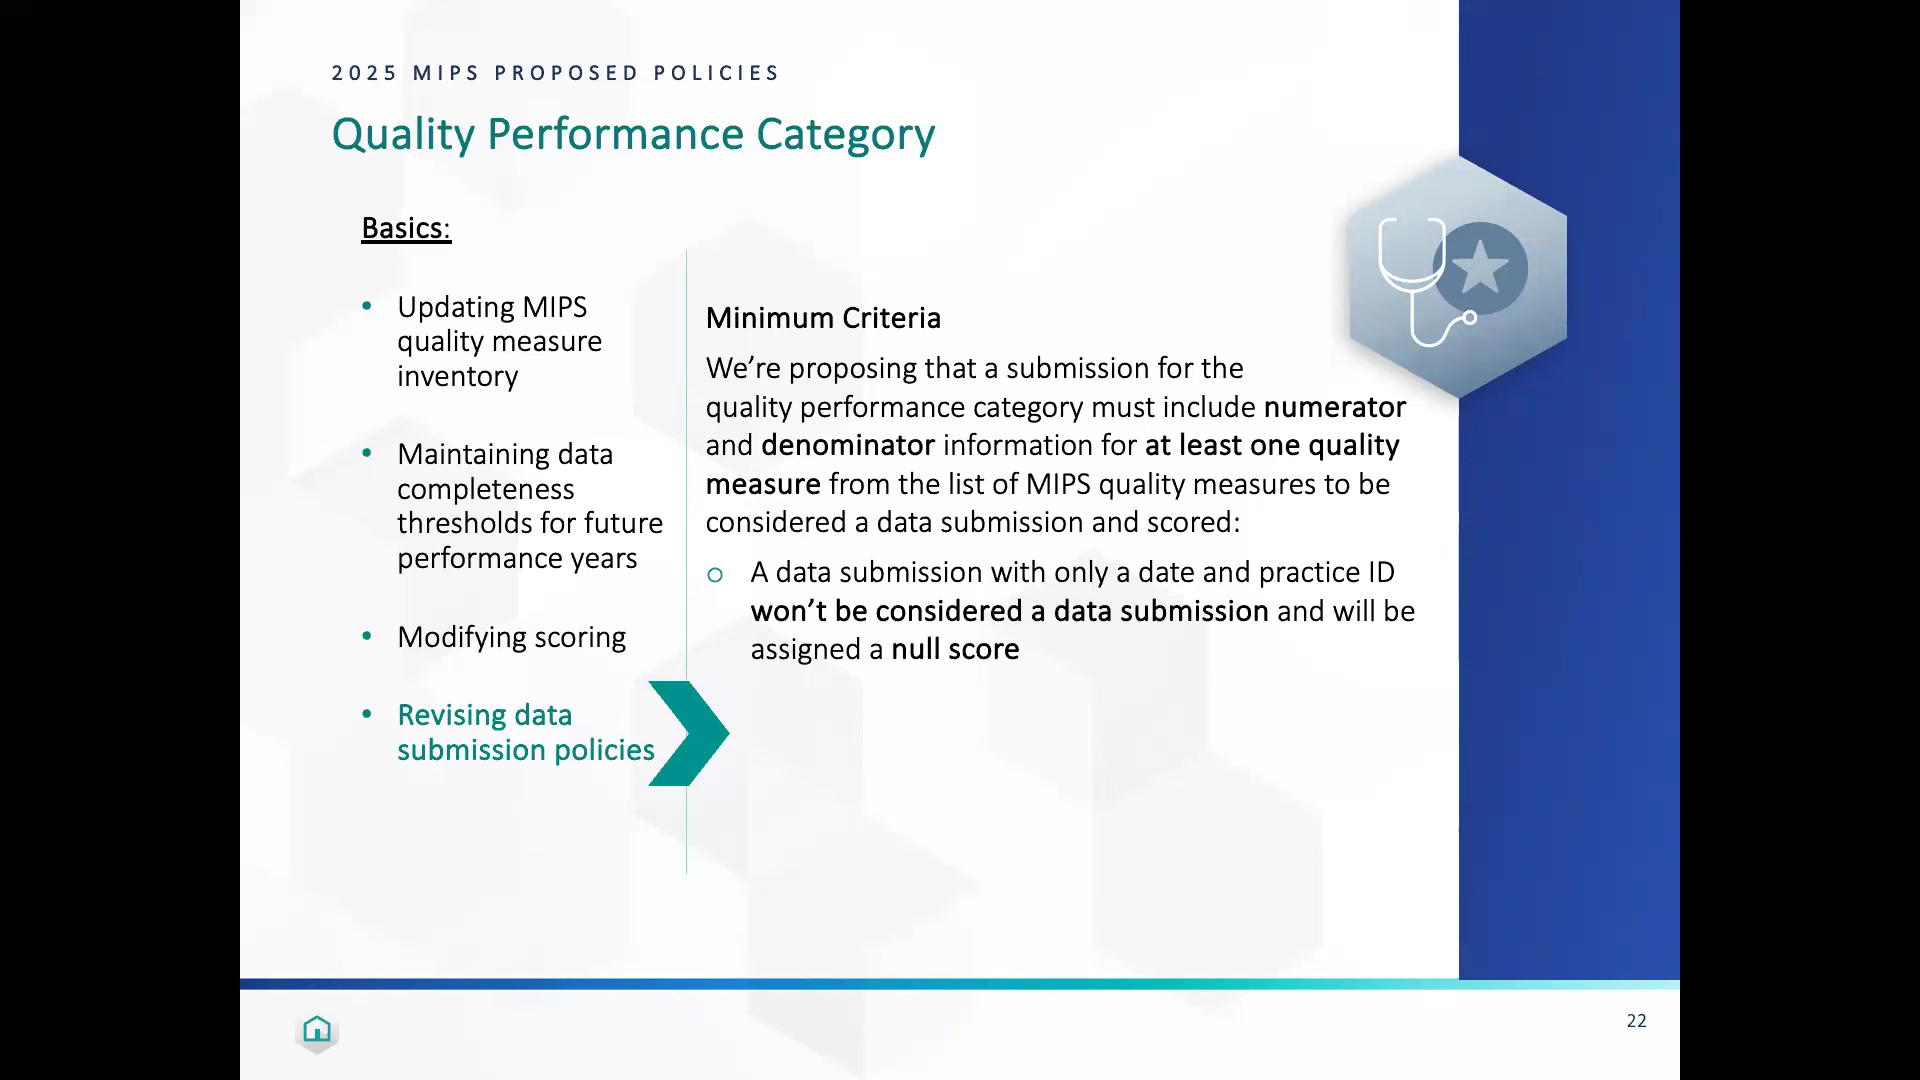 2025 MIPS PROPOSED POLICIES
Quality Performance Category
Basics:
• Updating MIPS
quality measure
inventory
• Maintaining data
completeness
thresholds for future
performance years
• Modifying scoring
• Revising data
submission policies
Minimum Criteria
We’re proposing that a submission for the
quality performance category must include numerator
and denominator information for at least one quality
measure from the list of MIPS quality measures to be
considered a data submission and scored:
o A data submission with only a date and practice ID
won’t be considered a data submission and will be
assigned a null score
22